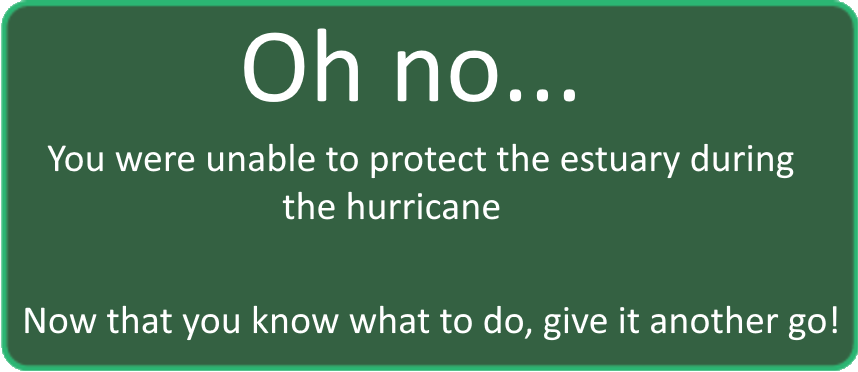 Oh no...
You were unable to protect the estuary during
the hurricane
Now that you know what to do, give it another go!